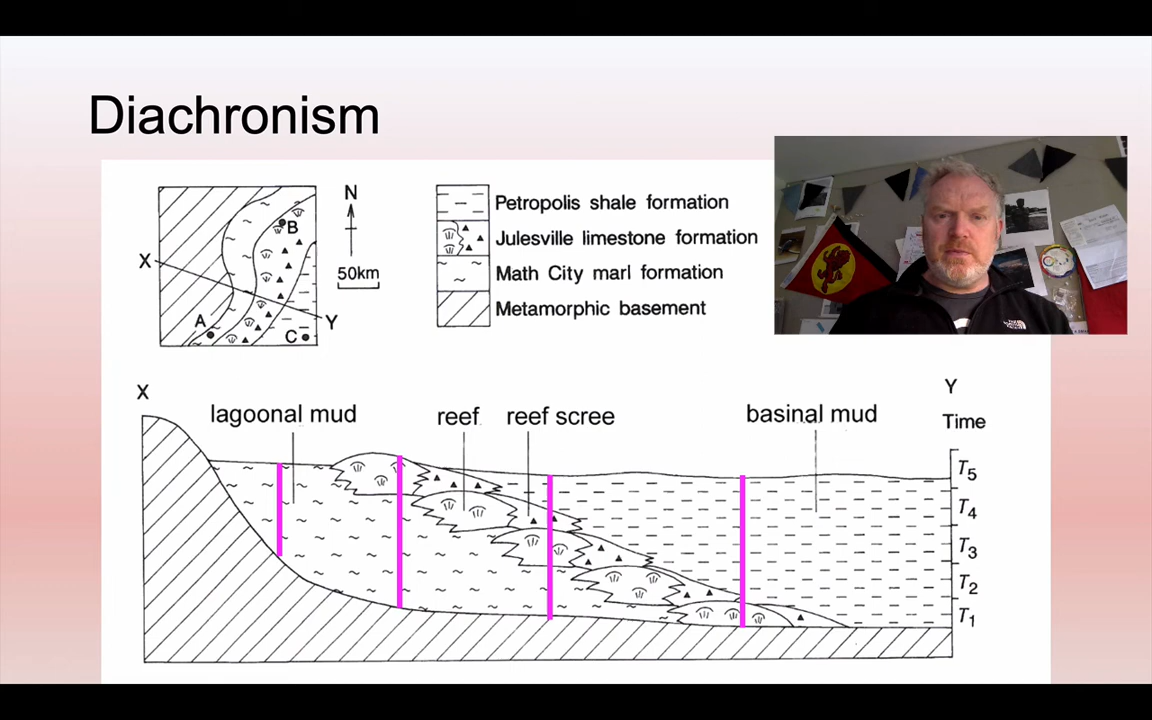 Diachronism
N
50km
X
Y
A
B
C
Petropolis shale formation
Julesville limestone formation
Math City marl formation
Metamorphic basement
X
Y
lagoonal mud
reef
reef scree
basinal mud
Time
T5
T4
T3
T2
T1